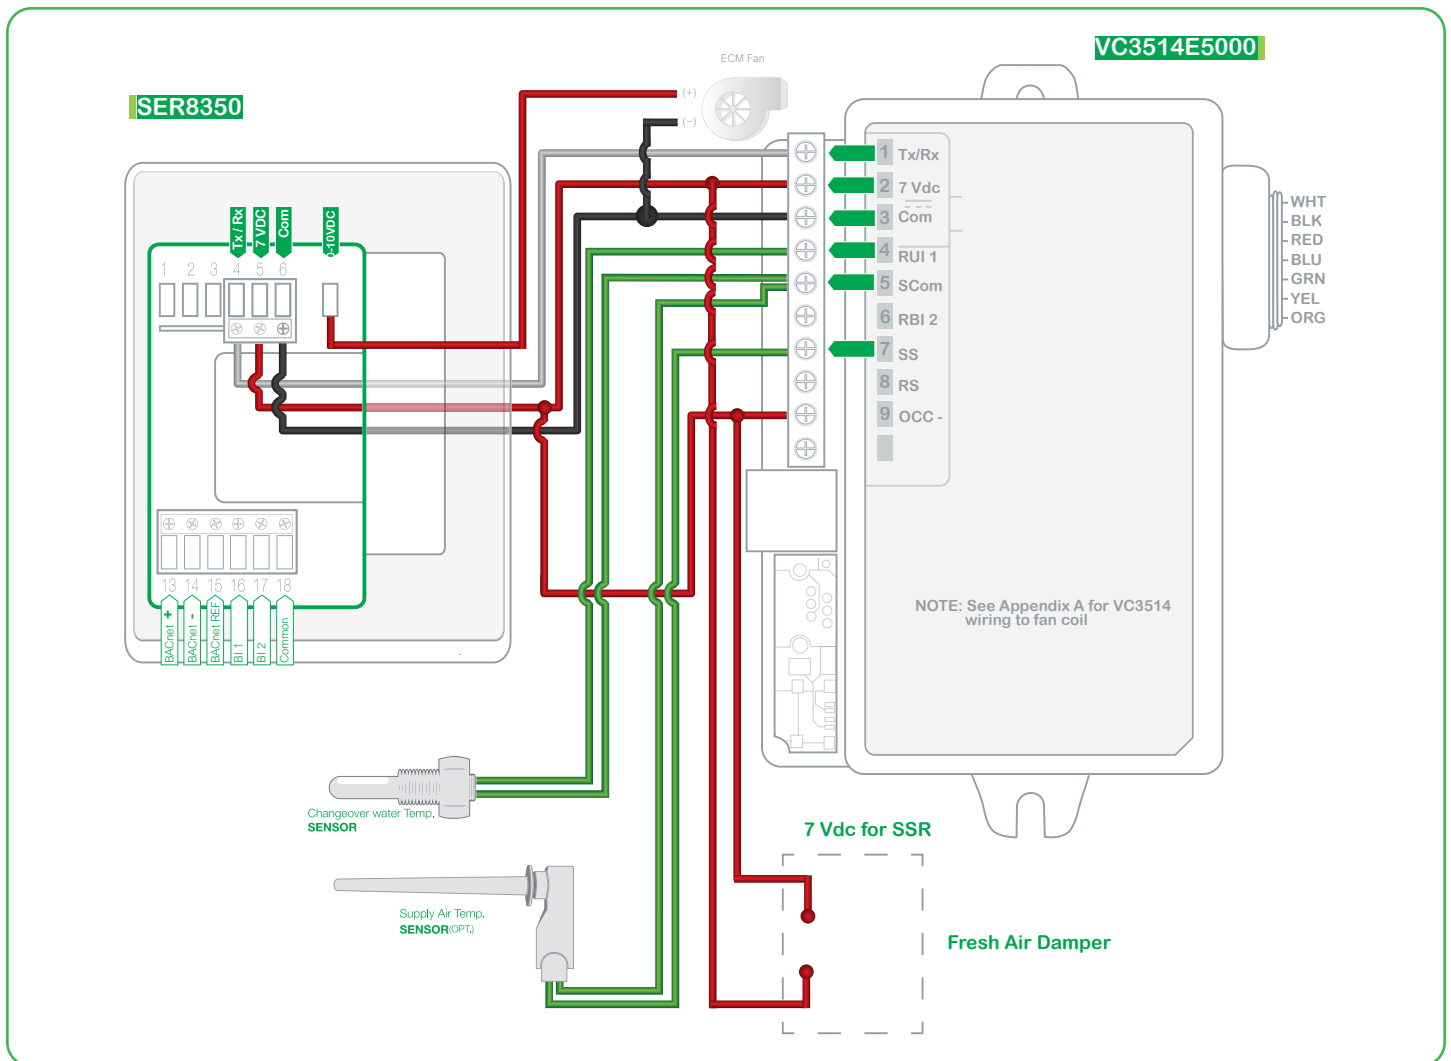 ECM Fan
(+)
(−)
VC3514E5000
SER8350
Tx / Rx
7 VDC
Com
0-10VDC
1 2 3 4 5 6
1 Tx/Rx
2 7 Vdc
3 Com
4 RUI 1
5 SCom
6 RBI 2
7 SS
8 RS
9 OCC -
WHT
BLK
RED
BLU
GRN
YEL
ORG
13 14 15 16 17 18
BACnet +
BACnet -
BACnet REF
BI 1
BI 2
Common
NOTE: See Appendix A for VC3514
wiring to fan coil
Changeover water Temp.
SENSOR
Supply Air Temp.
SENSOR(OPT.)
7 Vdc for SSR
Fresh Air Damper